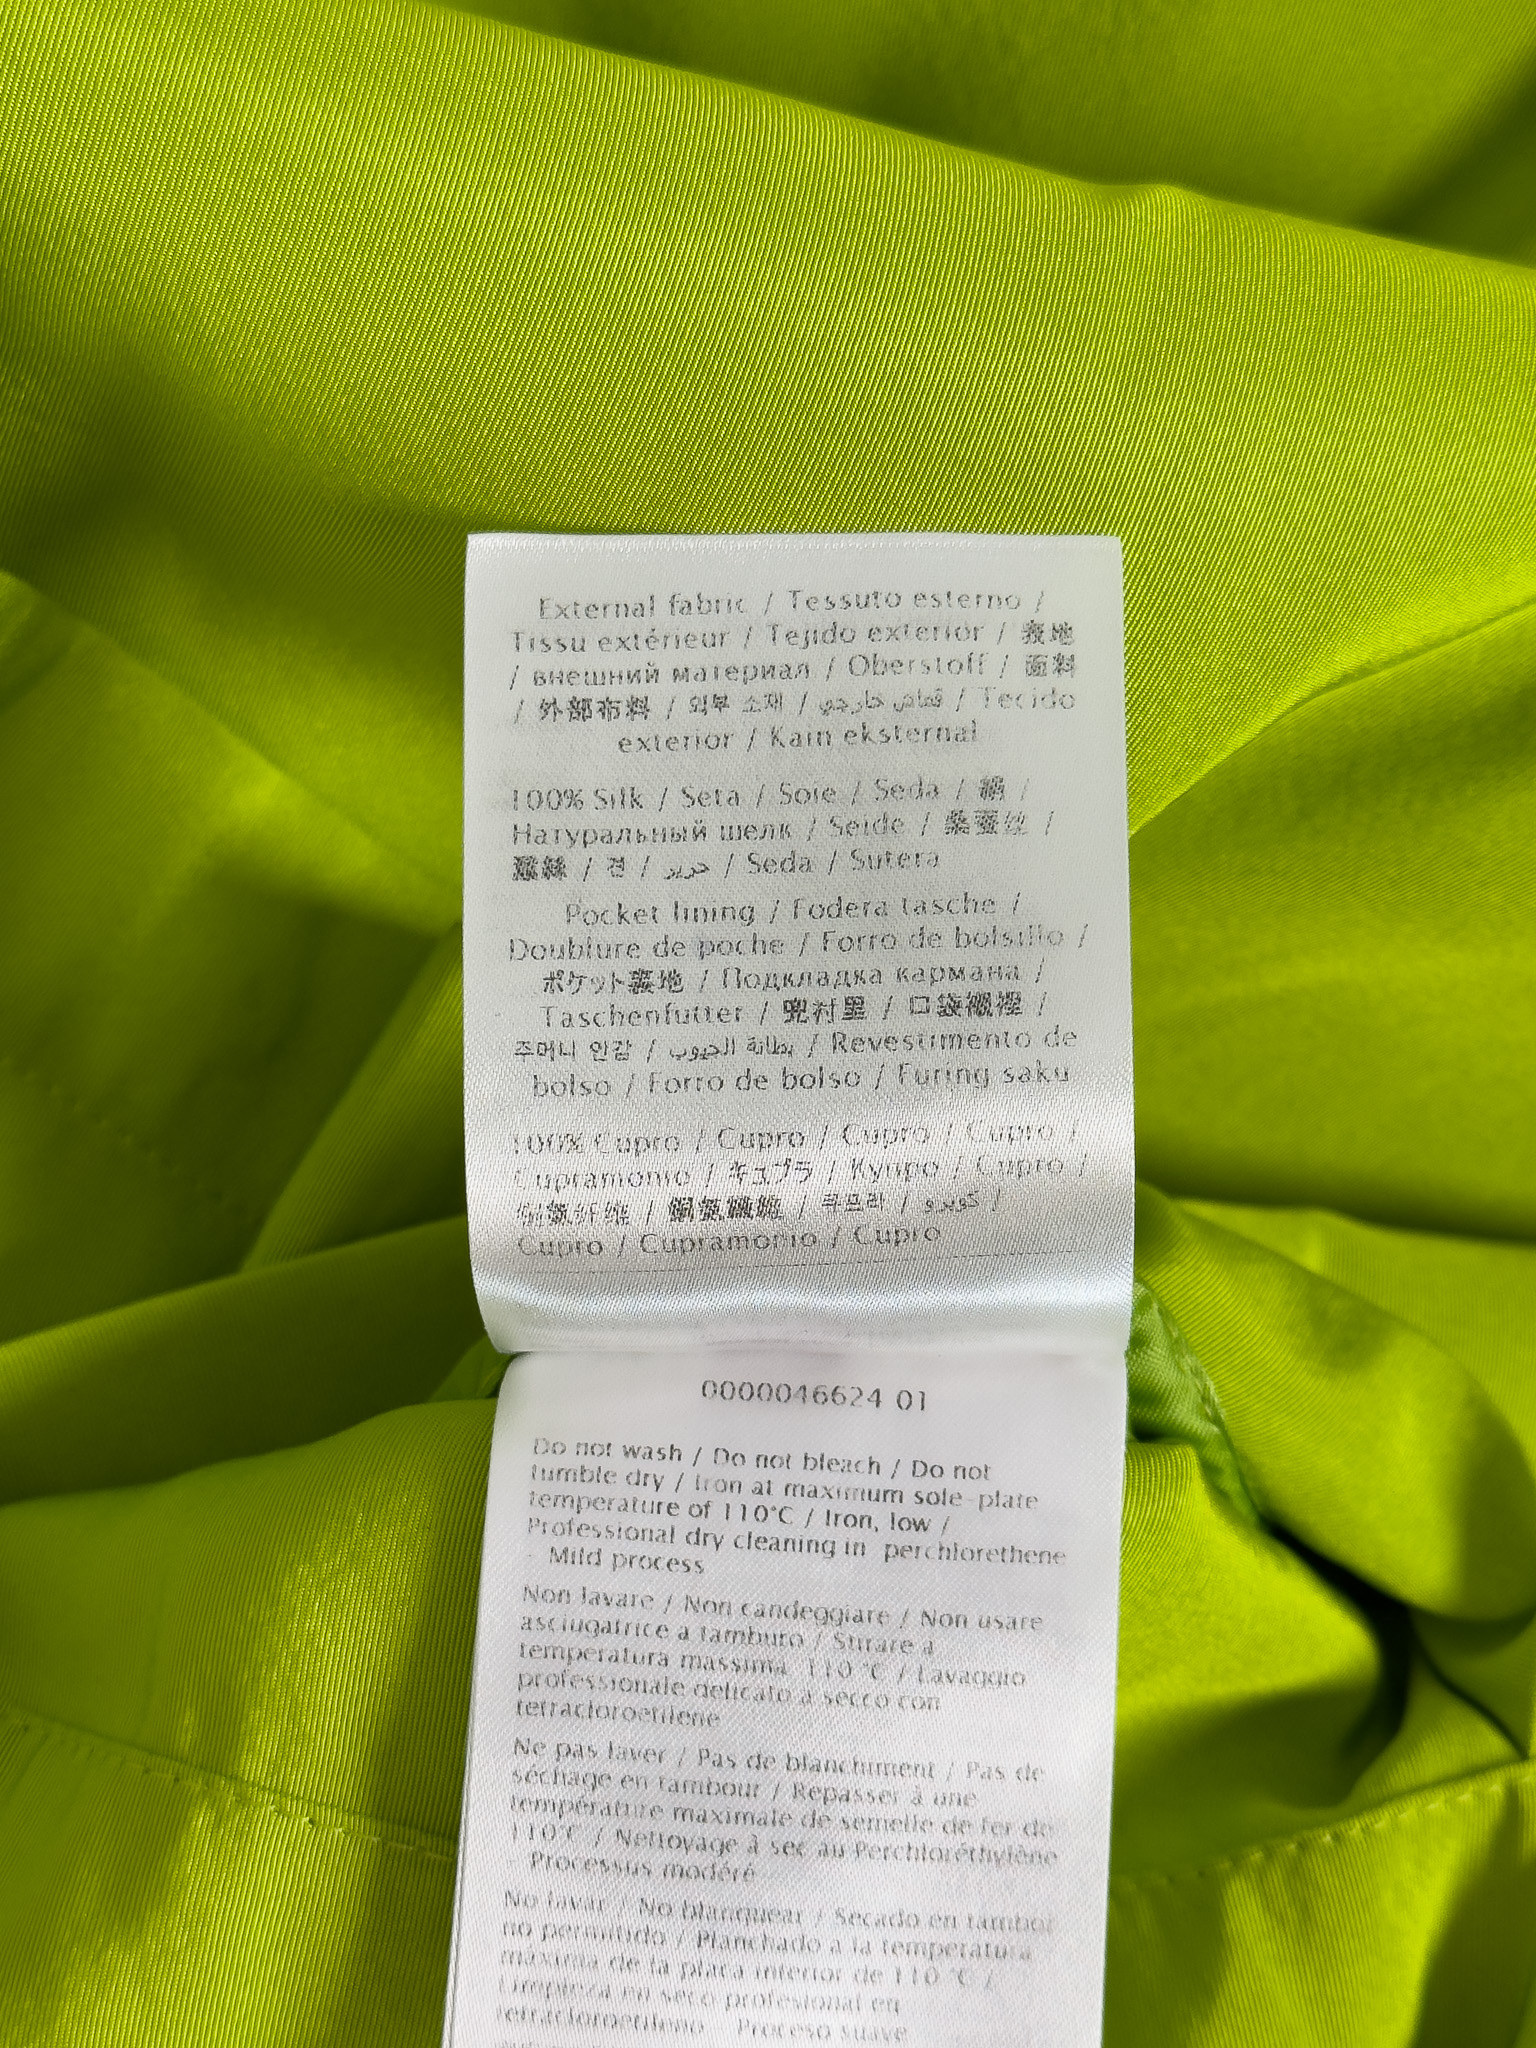 External fabric / Tessuto esterno /
Tissu extérieur / Tejido exterior / 表地
/ внешний материал / Oberstoff / 面料
/ 外部布料 / 외부 소재 / قماش خارجي / Tecido
exterior / Kain eksternal
100% Silk / Seta / Soie / Seda / 絹 /
Натуральный шелк / Seide / 桑蚕丝 /
蠶絲 / 견 / حرير / Seda / Sutera
Pocket lining / Fodera tasche /
Doublure de poche / Forro de bolsillo /
ポケット裏地 / Подкладка кармана /
Taschenfutter / 兜衬里 / 口袋襯裡 /
주머니 안감 / بطانة الجيوب / Revestimento de
bolso / Forro de bolso / Furing saku
100% Cupro / Cupro / Cupro / Cupro /
Cupramonio / キュプラ / Купро / Cupro /
铜氨纤维 / 銅氨纖維 / 쿠프라 / كوبرو /
Cupro / Cupramonio / Cupro
0000046624 01
Do not wash / Do not bleach / Do not
tumble dry / Iron at maximum sole-plate
temperature of 110°C / Iron, low /
Professional dry cleaning in perchlorethene
- Mild process
Non lavare / Non candeggiare / Non usare
asciugatrice a tamburo / Stirare a
temperatura massima 110 °C / Lavaggio
professionale delicato a secco con
tetracloroetilene
Ne pas laver / Pas de blanchiment / Pas de
séchage en tambour / Repasser à une
température maximale de semelle de fer de
110°C / Nettoyage à sec au Perchloréthylène
Processus modéré
No lavar / No blanquear / Secado en tambor
no permitido / Planchado a la temperatura
máxima de la placa interior de 110 °C /
Limpieza en seco profesional en
tetracloroetileno - Proceso suave